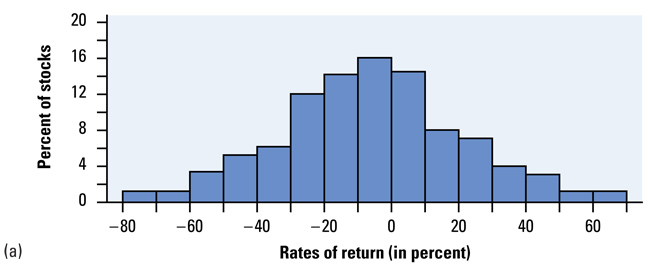 20
16
12
8
4
0
Percent of stocks
−80 −60 −40 −20 0 20 40 60
Rates of return (in percent)
(a)